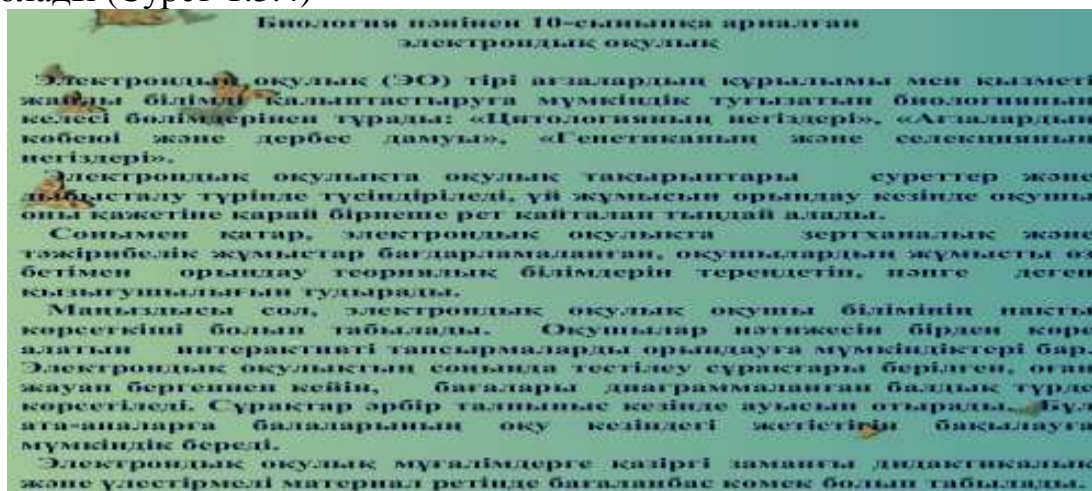 (Сурет 1.3.4)
Биология пәнінен 10-сыныпқа арналған
электрондық оқулық
Электрондық оқулық (ЭО) тірі ағзалардың құрылымы мен қызметі
жайлы білімді қалыптастыруға мүмкіндік туғызатын биологияның
келесі бөлімдерінен тұрады: «Цитологияның негіздері», «Ағзалардың
көбеюі және дербес дамуы», «Генетиканың және селекцияның
негіздері».
Электрондық оқулықта оқулық тақырыптары суреттер және
дыбысталу түрінде түсіндіріледі, үй жұмысын орындау кезінде оқушы
оны қажетіне қарай бірнеше рет қайталап тыңдай алады.
Сонымен қатар, электрондық оқулықта зертханалық және
тәжірибелік жұмыстар бағдарламаланған, оқушылардың жұмысты өз
бетімен орындау теориялық білімдерін тереңдетіп, пәнге деген
қызығушылығын тудырады.
Маңыздысы сол, электрондық оқулық оқушы білімінің нақты
көрсеткіші болып табылады. Оқушылар нәтижесін бірден көре
алатын интерактивті тапсырмаларды орындауға мүмкіндіктері бар.
Электрондық оқулықтың соңында тестілеу сұрақтары берілген, оған
жауап бергеннен кейін, бағалары диаграммаланған балдық түрде
көрсетіледі. Сұрақтар әрбір талпыныс кезінде ауысып отырады. Бұл
ата-аналарға балаларының оқу кезіндегі жетістігін бақылауға
мүмкіндік береді.
Электрондық оқулық мұғалімдерге қазіргі заманғы дидактикалық
және үлестірмелі материал ретінде бағаланбас көмек болып табылады.